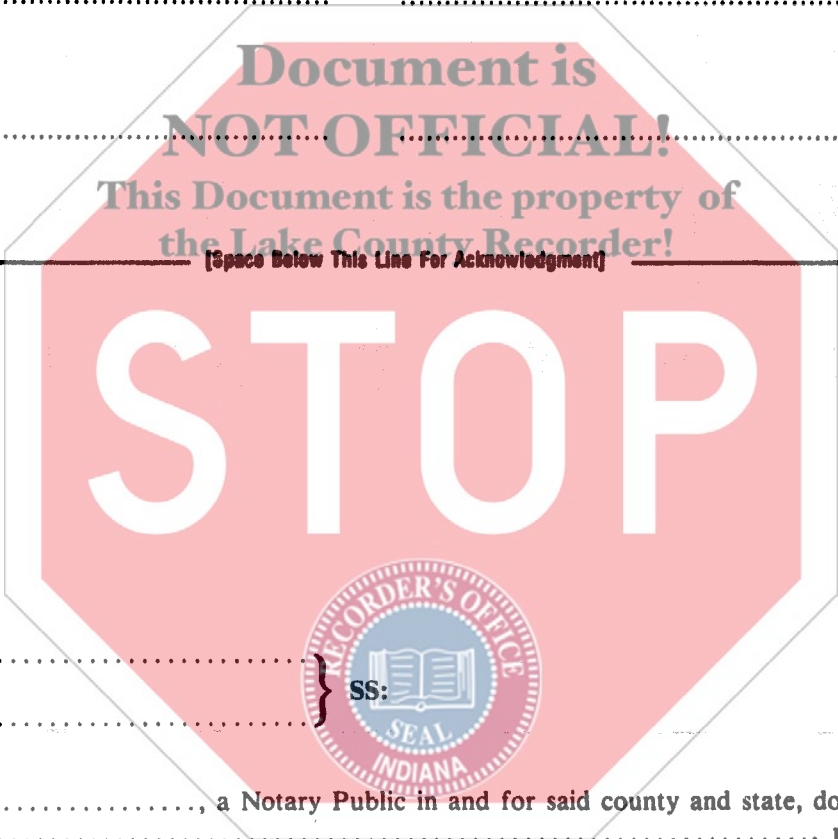 Document is
NOT OFFICIAL!
This Document is the property of
the Lake County Recorder!
[Space Below This Line For Acknowledgment]
STOP
RECORDER'S OFFICE
SEAL
INDIANA
} SS:
...................., a Notary Public in and for said county and state, do